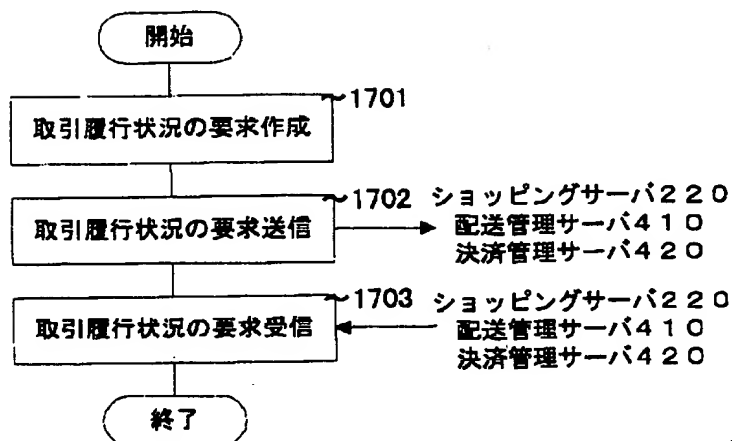 開始
~1701
取引履行状況の要求作成
~1702
取引履行状況の要求送信
ショッピングサーバ220
配送管理サーバ410
決済管理サーバ420
~1703
取引履行状況の要求受信
ショッピングサーバ220
配送管理サーバ410
決済管理サーバ420
終了